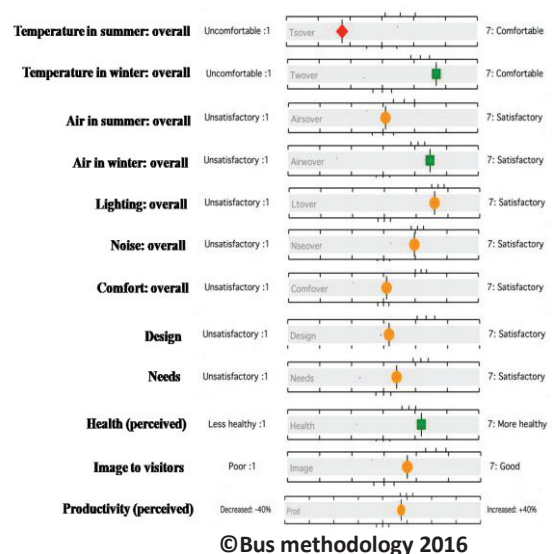 Temperature in summer: overall Uncomfortable :1 Tsover 7: Comfortable
Temperature in winter: overall Uncomfortable :1 Twover 7: Comfortable
Air in summer: overall Unsatisfactory :1 Airsover 7: Satisfactory
Air in winter: overall Unsatisfactory :1 Airwover 7: Satisfactory
Lighting: overall Unsatisfactory :1 Ltover 7: Satisfactory
Noise: overall Unsatisfactory :1 Nseover 7: Satisfactory
Comfort: overall Unsatisfactory :1 Comfover 7: Satisfactory
Design Unsatisfactory :1 Design 7: Satisfactory
Needs Unsatisfactory :1 Needs 7: Satisfactory
Health (perceived) Less healthy :1 Health 7: More healthy
Image to visitors Poor :1 Image 7: Good
Productivity (perceived) Decreased: -40% Prod Increased: +40%
©Bus methodology 2016